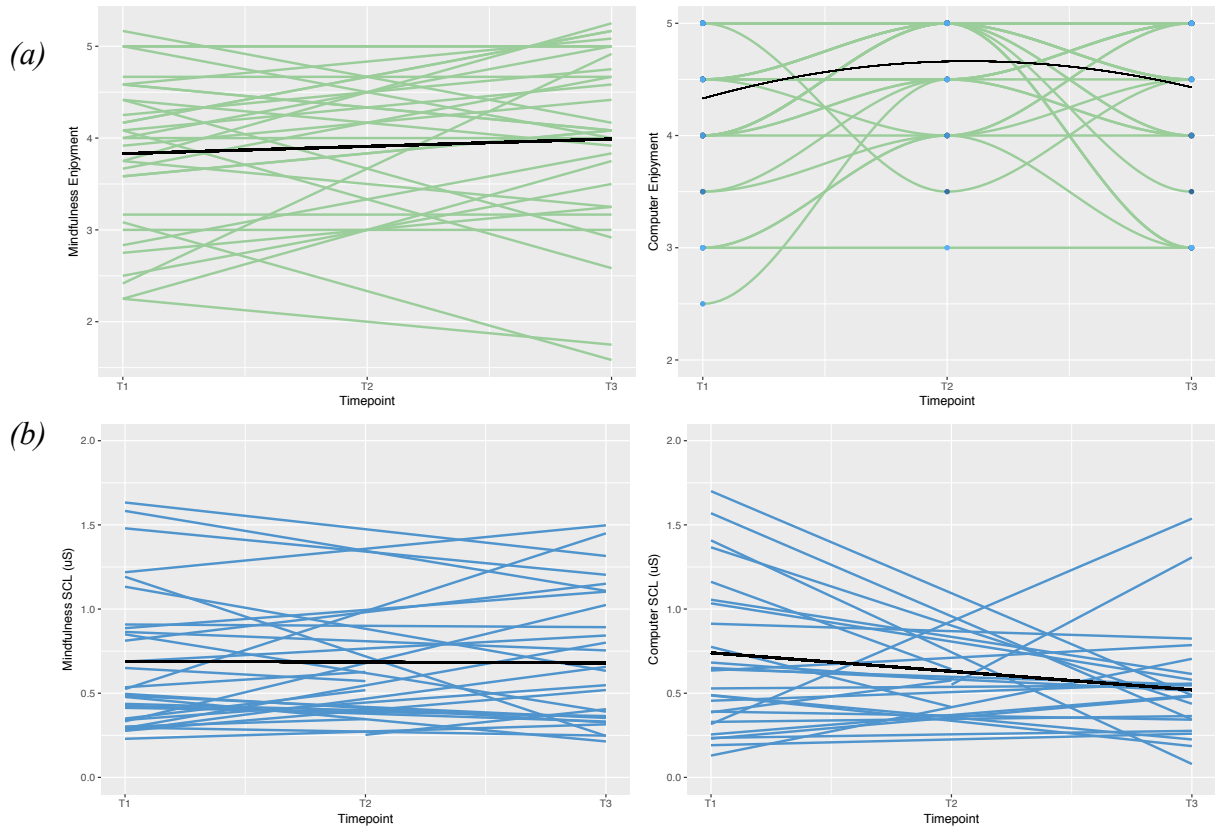 (a)
Mindfulness Enjoyment
5
4
3
2
T1
T2
T3
Timepoint
Computer Enjoyment
5
4
3
2
T1
T2
T3
Timepoint
(b)
Mindfulness SCL (uS)
2.0
1.5
1.0
0.5
0.0
T1
T2
T3
Timepoint
Computer SCL (uS)
2.0
1.5
1.0
0.5
0.0
T1
T2
T3
Timepoint